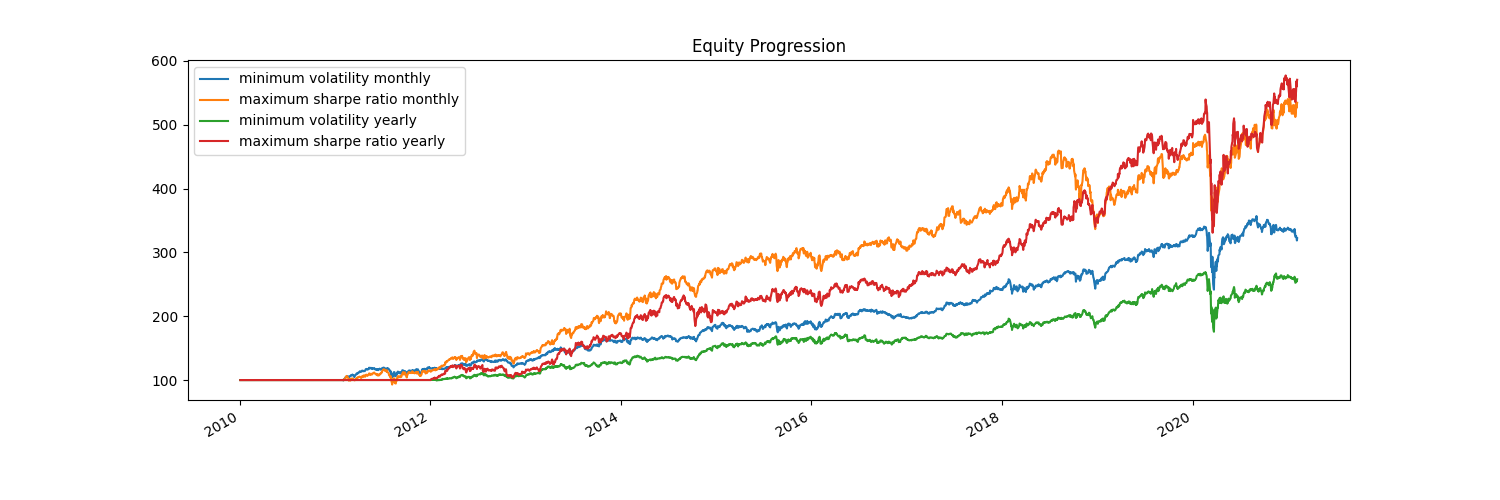 Equity Progression
600
500
400
300
200
100
minimum volatility monthly
maximum sharpe ratio monthly
minimum volatility yearly
maximum sharpe ratio yearly
2010
2012
2014
2016
2018
2020